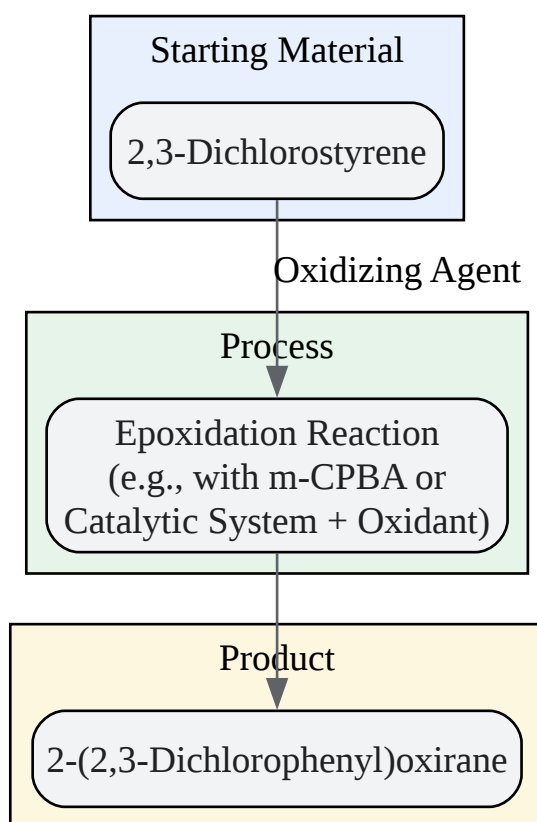 Starting Material
2,3-Dichlorostyrene
Oxidizing Agent
Process
Epoxidation Reaction
(e.g., with m-CPBA or
Catalytic System + Oxidant)
Product
2-(2,3-Dichlorophenyl)oxirane